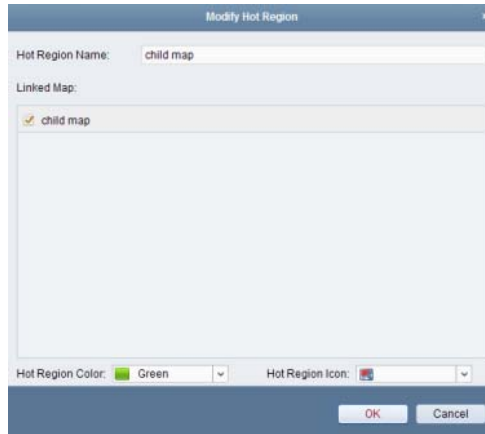 Modify Hot Region
Hot Region Name: child map
Linked Map:
child map
Hot Region Color: Green Hot Region Icon:
OK Cancel